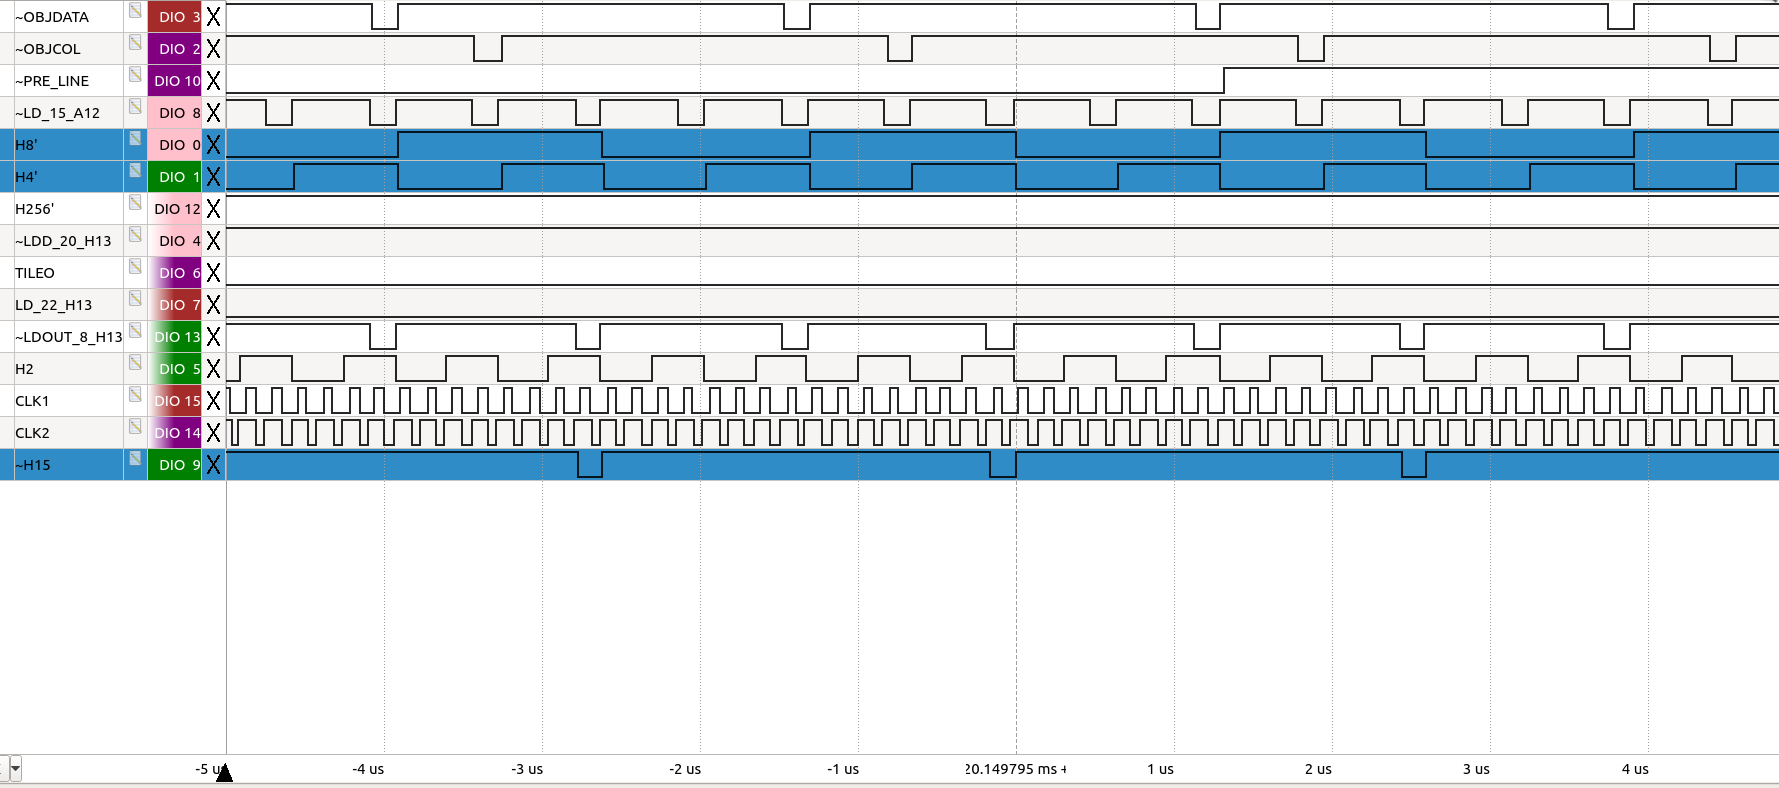 ~OBJDATA DIO 3 X
~OBJCOL DIO 2 X
~PRE_LINE DIO 10 X
~LD_15_A12 DIO 8 X
H8' DIO 0 X
H4' DIO 1 X
H256' DIO 12 X
~LDD_20_H13 DIO 4 X
TILEO DIO 6 X
LD_22_H13 DIO 7 X
~LDOUT_8_H13 DIO 13 X
H2 DIO 5 X
CLK1 DIO 15 X
CLK2 DIO 14 X
~H15 DIO 9 X
-5 us -4 us -3 us -2 us -1 us 20.149795 ms + 1 us 2 us 3 us 4 us